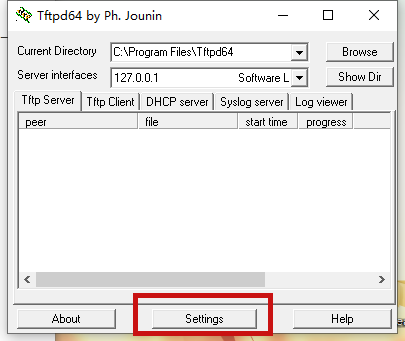 Tftpd64 by Ph. Jounin
Current Directory C:\Program Files\Tftpd64 Browse
Server interfaces 127.0.0.1 Software L Show Dir
Tftp Server Tftp Client DHCP server Syslog server Log viewer
peer file start time progress
About Settings Help